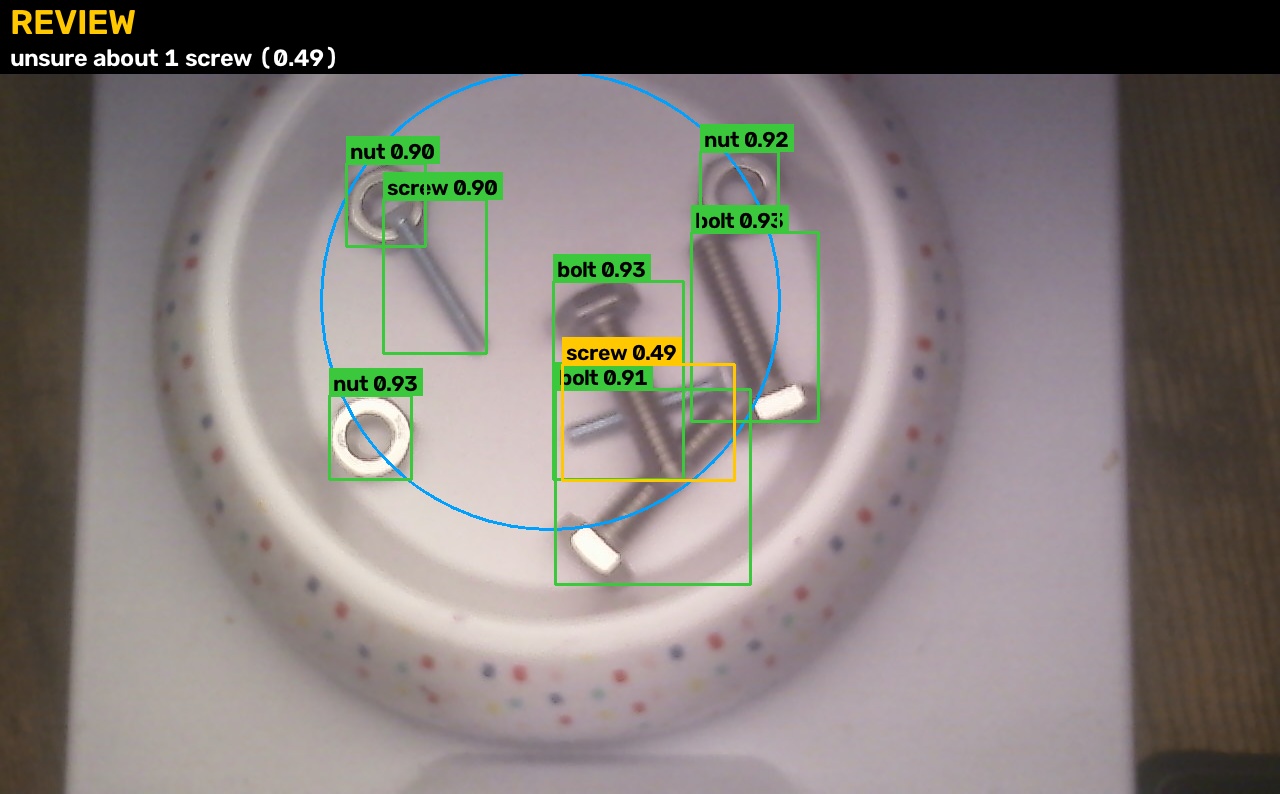 REVIEW
unsure about 1 screw (0.49)
nut 0.92
nut 0.90
screw 0.90
bolt 0.93
bolt 0.93
screw 0.49
bolt 0.91
nut 0.93